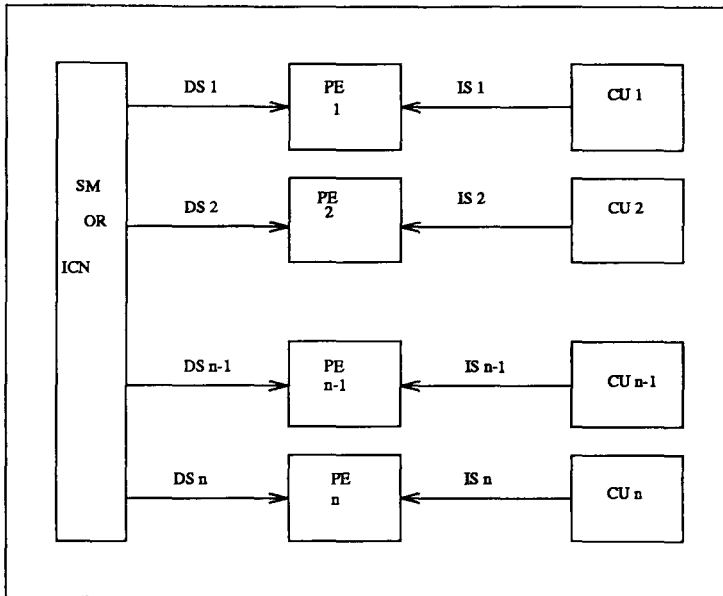 DS 1
PE
1
IS 1
CU 1
SM
OR
ICN
DS 2
PE
2
IS 2
CU 2
DS n-1
PE
n-1
IS n-1
CU n-1
DS n
PE
n
IS n
CU n